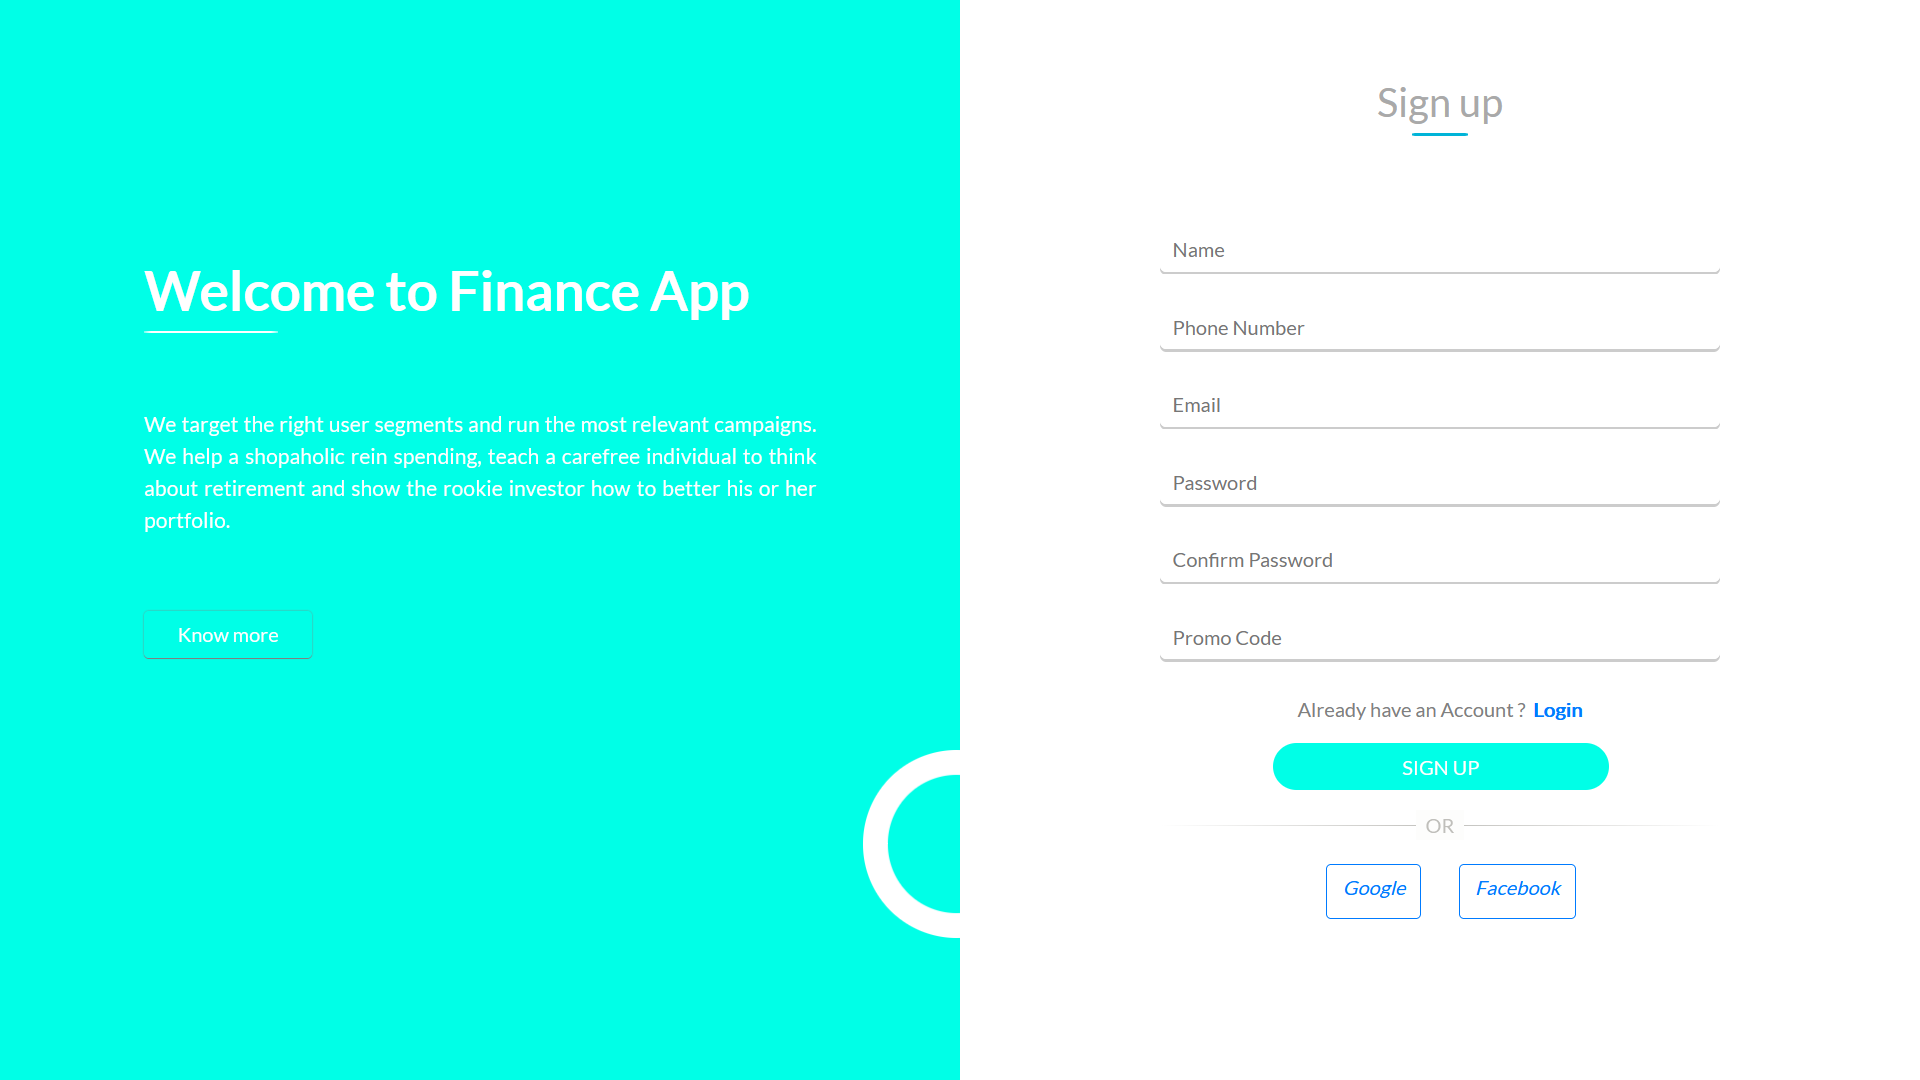 Welcome to Finance App
We target the right user segments and run the most relevant campaigns.
We help a shopaholic rein spending, teach a carefree individual to think
about retirement and show the rookie investor how to better his or her
portfolio.
Know more
Sign up
Name
Phone Number
Email
Password
Confirm Password
Promo Code
Already have an Account ? Login
SIGN UP
OR
Google Facebook